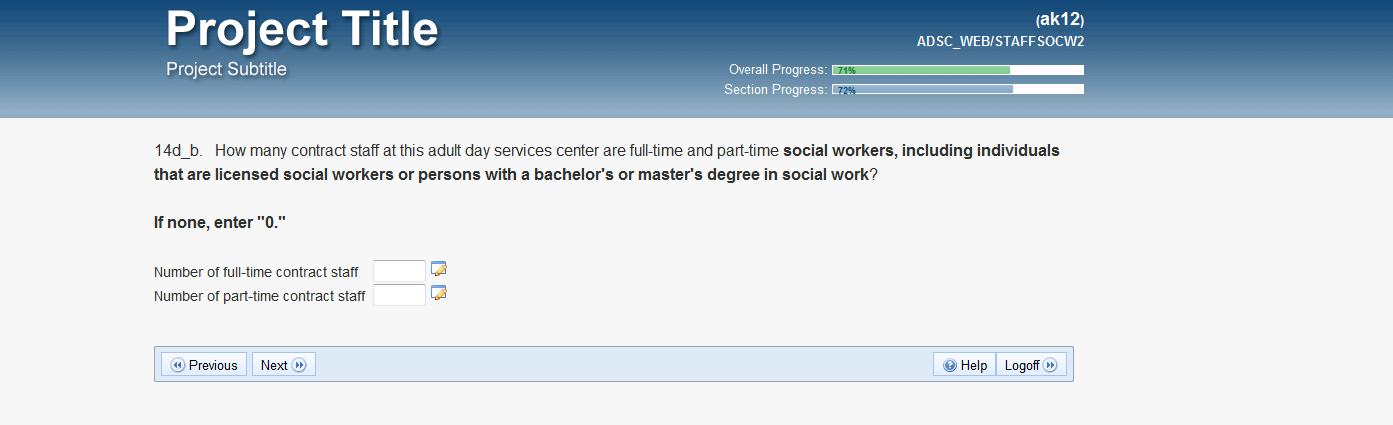 Project Title
Project Subtitle
(ak12)
ADSC_WEB/STAFFSOCW2
Overall Progress: 71%
Section Progress: 72%
14d_b. How many contract staff at this adult day services center are full-time and part-time social workers, including individuals
that are licensed social workers or persons with a bachelor's or master's degree in social work?
If none, enter "0."
Number of full-time contract staff
Number of part-time contract staff
Previous Next Help Logoff